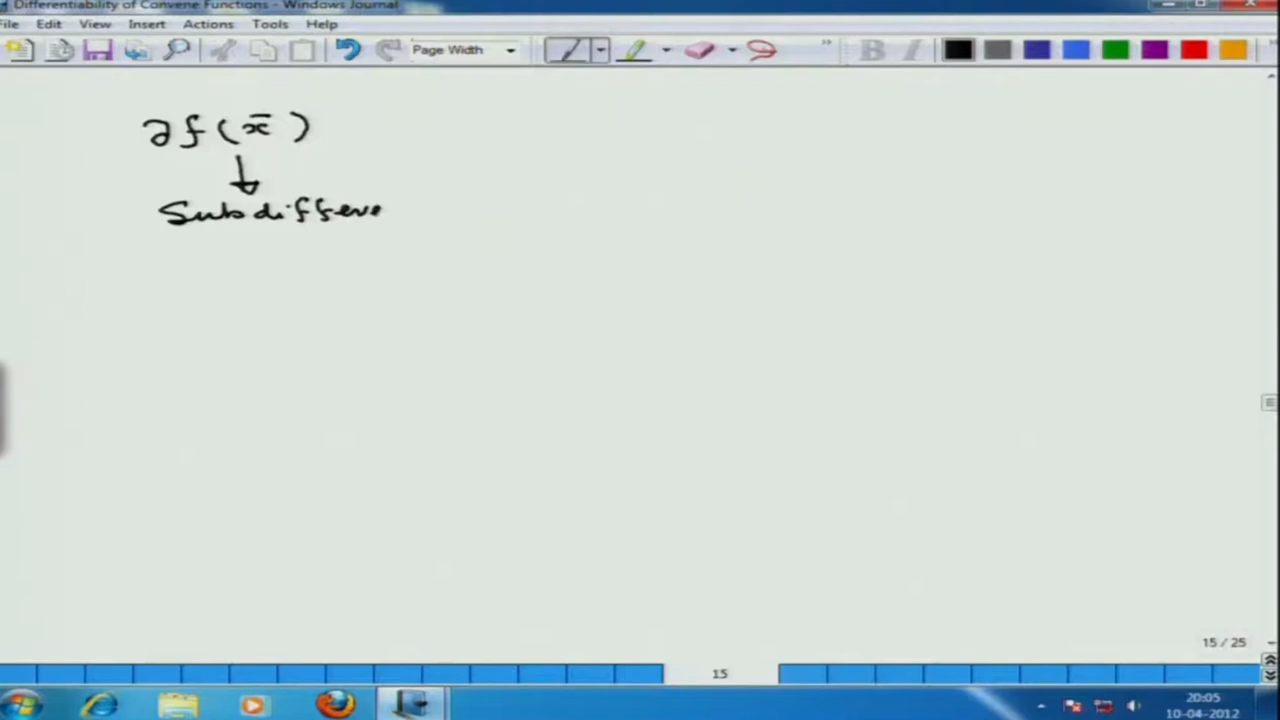 Differentiability of Convene Functions - Windows Journal
File Edit View Insert Actions Tools Help
Page Width
B I
∂f(x̄)
↓
Subdiffere
15 / 25
15
20:05
10-04-2012